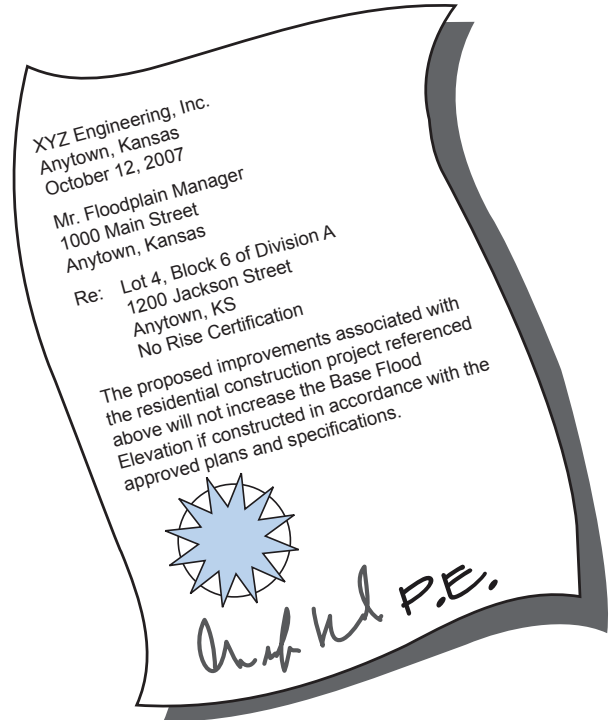 XYZ Engineering, Inc.
Anytown, Kansas
October 12, 2007
Mr. Floodplain Manager
1000 Main Street
Anytown, Kansas
Re: Lot 4, Block 6 of Division A
1200 Jackson Street
Anytown, KS
No Rise Certification
The proposed improvements associated with
the residential construction project referenced
above will not increase the Base Flood
Elevation if constructed in accordance with the
approved plans and specifications.
P.E.